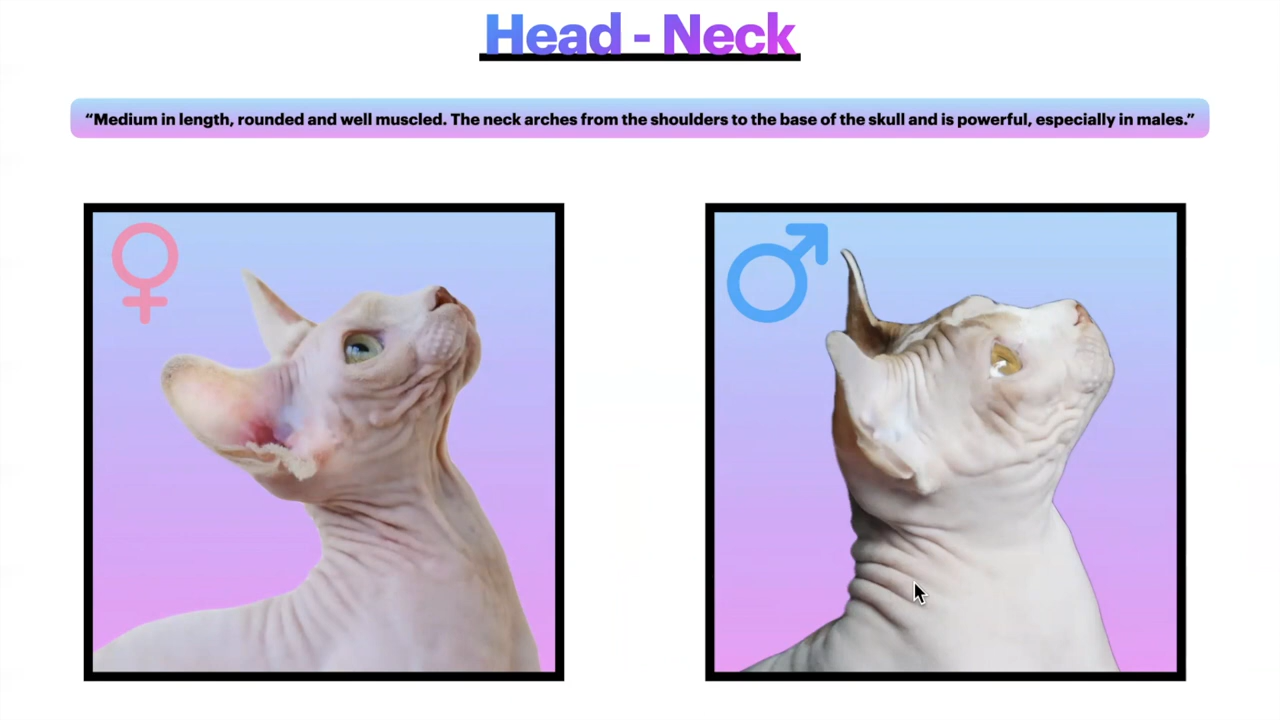 Head - Neck
“Medium in length, rounded and well muscled. The neck arches from the shoulders to the base of the skull and is powerful, especially in males.”